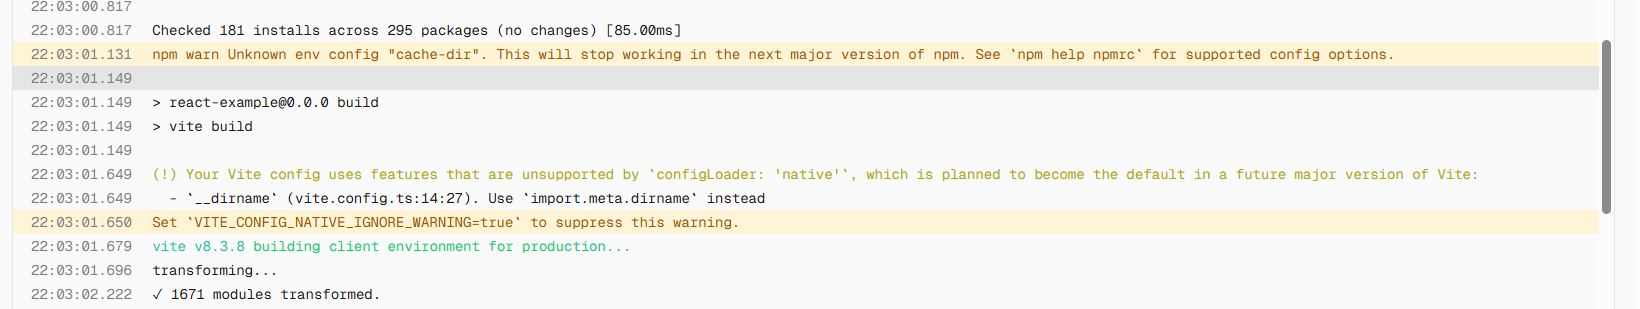 22:03:00.817
22:03:00.817 Checked 181 installs across 295 packages (no changes) [85.00ms]
22:03:01.131 npm warn Unknown env config "cache-dir". This will stop working in the next major version of npm. See `npm help npmrc` for supported config options.
22:03:01.149
22:03:01.149 > react-example@0.0.0 build
22:03:01.149 > vite build
22:03:01.149
22:03:01.649 (!) Your Vite config uses features that are unsupported by `configLoader: 'native'`, which is planned to become the default in a future major version of Vite:
22:03:01.649 - `__dirname` (vite.config.ts:14:27). Use `import.meta.dirname` instead
22:03:01.650 Set `VITE_CONFIG_NATIVE_IGNORE_WARNING=true` to suppress this warning.
22:03:01.679 vite v8.3.8 building client environment for production...
22:03:01.696 transforming...
22:03:02.222 ✓ 1671 modules transformed.